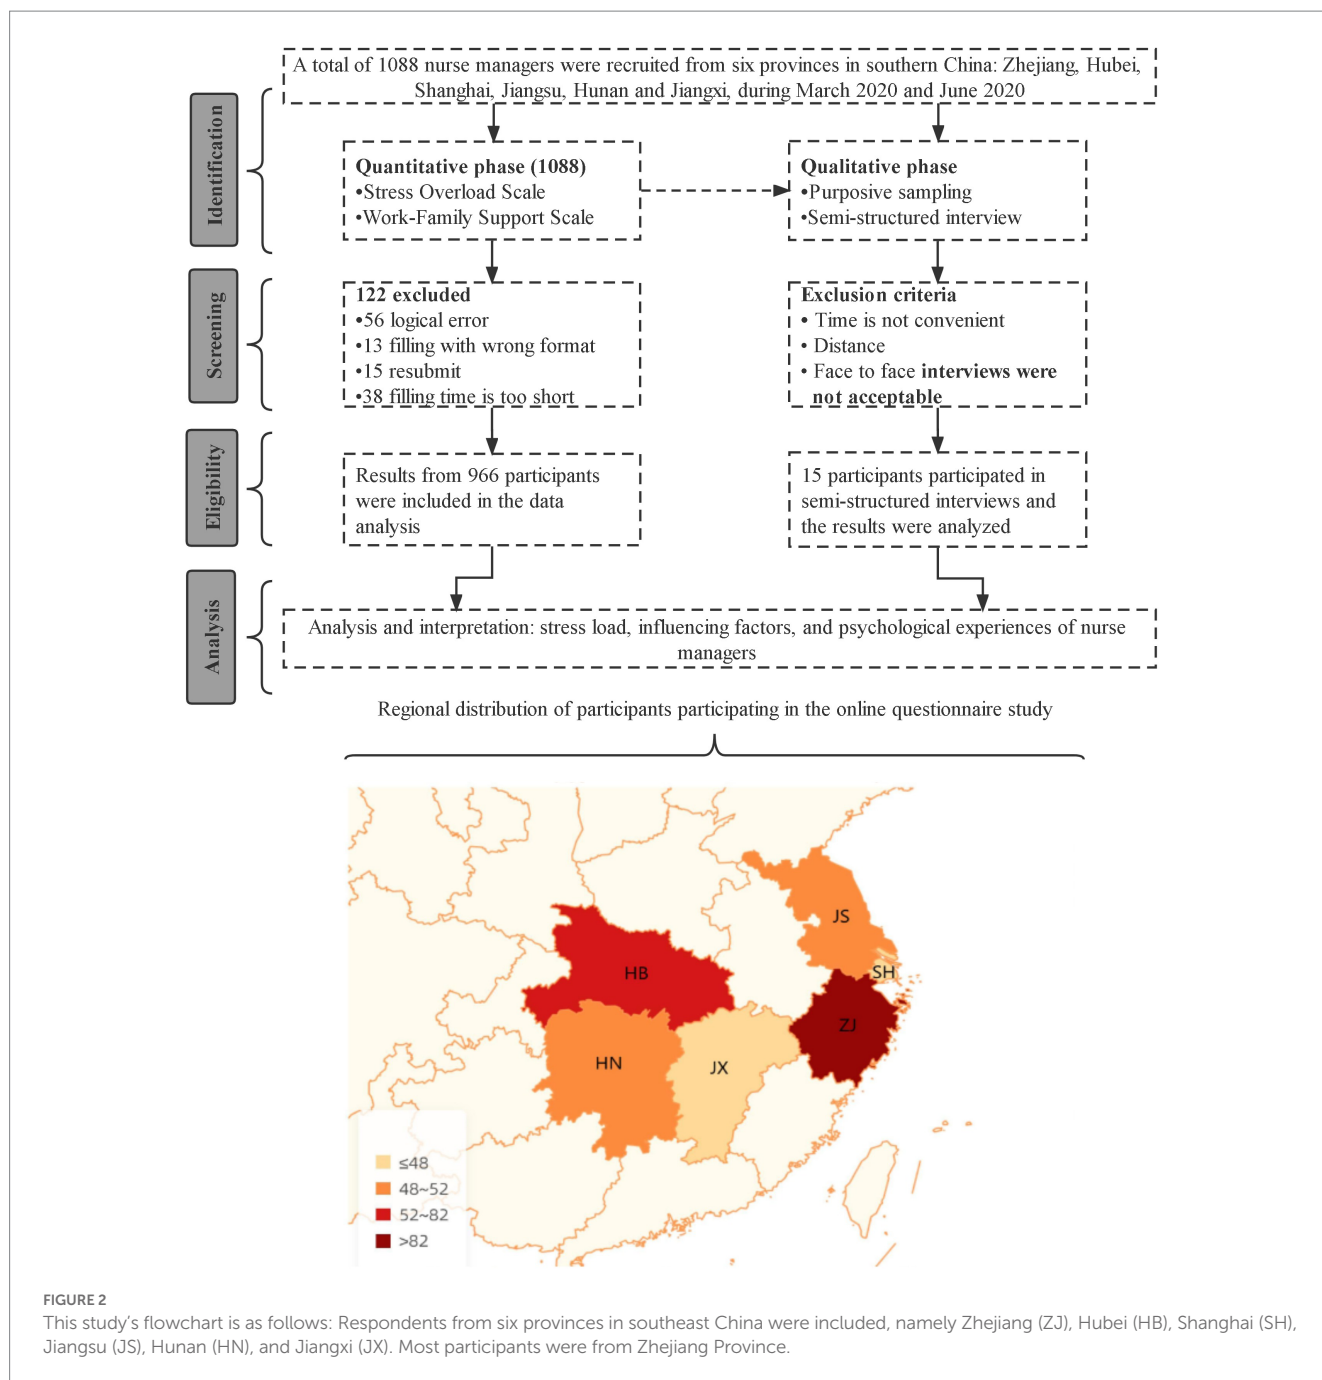 A total of 1088 nurse managers were recruited from six provinces in southern China: Zhejiang, Hubei,
Shanghai, Jiangsu, Hunan and Jiangxi, during March 2020 and June 2020
Identification
Quantitative phase (1088)
•Stress Overload Scale
•Work-Family Support Scale
Qualitative phase
•Purposive sampling
•Semi-structured interview
Screening
122 excluded
•56 logical error
•13 filling with wrong format
•15 resubmit
•38 filling time is too short
Exclusion criteria
• Time is not convenient
• Distance
• Face to face interviews were
not acceptable
Eligibility
Results from 966 participants
were included in the data
analysis
15 participants participated in
semi-structured interviews and
the results were analyzed
Analysis
Analysis and interpretation: stress load, influencing factors, and psychological experiences of nurse
managers
Regional distribution of participants participating in the online questionnaire study
JS
SH
HB
ZJ
HN
JX
≤48
48~52
52~82
>82
FIGURE 2
This study's flowchart is as follows: Respondents from six provinces in southeast China were included, namely Zhejiang (ZJ), Hubei (HB), Shanghai (SH),
Jiangsu (JS), Hunan (HN), and Jiangxi (JX). Most participants were from Zhejiang Province.